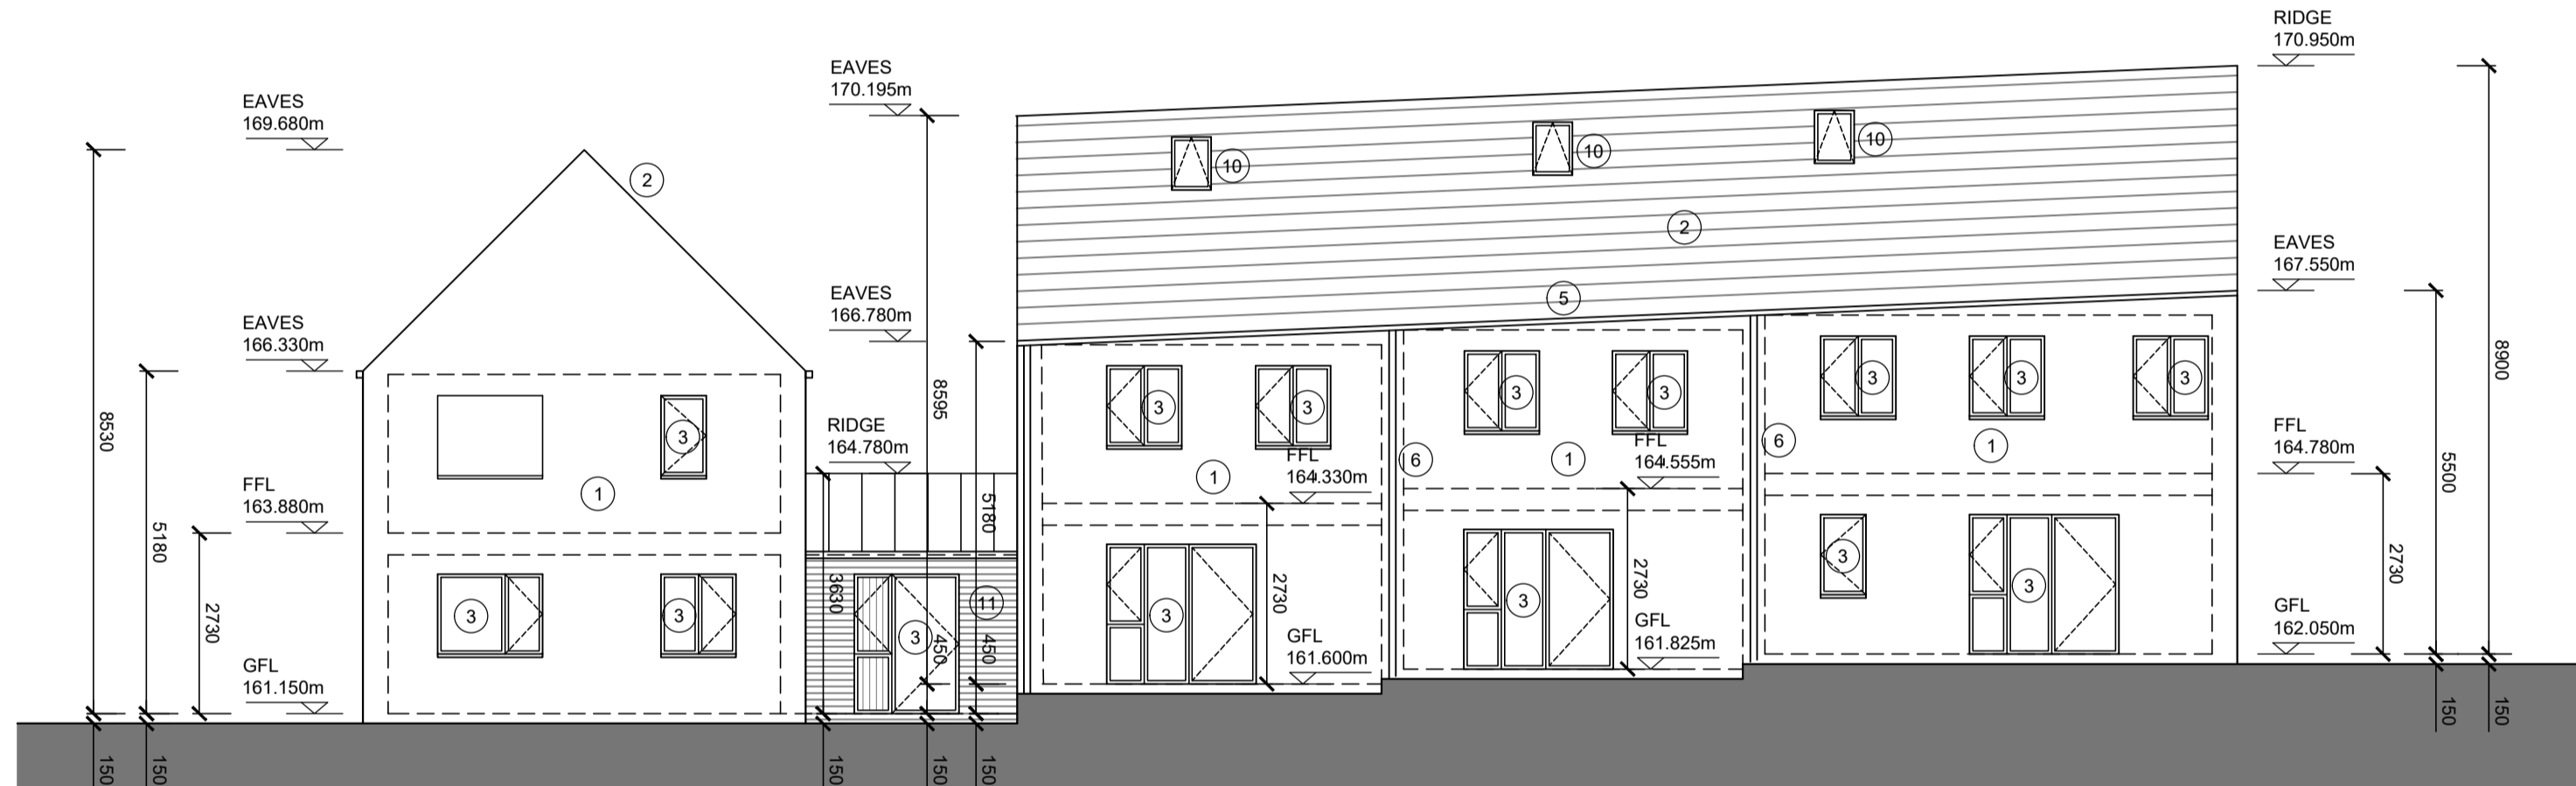 RIDGE
170.950m
EAVES
170.195m
EAVES
169.680m
10
10
10
2
2
EAVES
167.550m
5
EAVES
166.780m
EAVES
166.330m
8900
8595
8530
3
3
3
3
3
3
3
3
RIDGE
164.780m
FFL
164.780m
FFL
164.555m
FFL
164.330m
FFL
163.880m
6
6
1
1
1
1
5500
5180
5180
2730
2730
2730
2730
3630
11
3
3
3
3
3
3
3
450
450
GFL
162.050m
GFL
161.825m
GFL
161.600m
GFL
161.150m
150
150
150
150
150
150
150